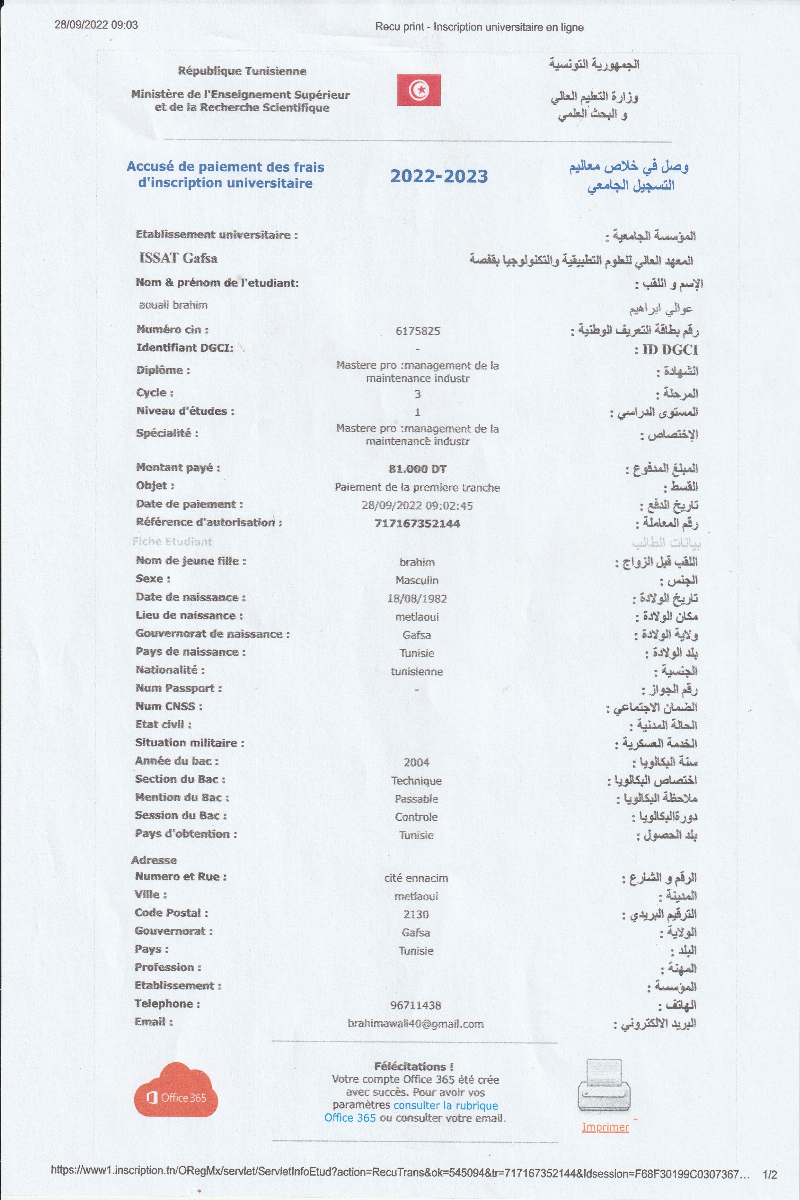 28/09/2022 09:03
Recu print - Inscription universitaire en ligne
République Tunisienne
Ministère de l'Enseignement Supérieur
et de la Recherche Scientifique
الجمهورية التونسية
وزارة التعليم العالي
و البحث العلمي
Accusé de paiement des frais
d'inscription universitaire
2022-2023
وصل في خلاص معاليم
التسجيل الجامعي
Etablissement universitaire : المؤسسة الجامعية :
ISSAT Gafsa المعهد العالي للعلوم التطبيقية والتكنولوجيا بقفصة
Nom & prénom de l'etudiant: الإسم و اللقب :
aouali brahim عوالي ابراهيم
Numéro cin : 6175825 رقم بطاقة التعريف الوطنية :
Identifiant DGCI: - ID DGCI :
Diplôme : Mastere pro :management de la
maintenance industr الشهادة :
Cycle : 3 المرحلة :
Niveau d'études : 1 المستوى الدراسي :
Spécialité : Mastere pro :management de la
maintenance industr الإختصاص :
Montant payé : 81.000 DT المبلغ المدفوع :
Objet : Paiement de la premiere tranche القسط :
Date de paiement : 28/09/2022 09:02:45 تاريخ الدفع :
Référence d'autorisation : 717167352144 رقم المعاملة :
Fiche Etudiant بيانات الطالب
Nom de jeune fille : brahim اللقب قبل الزواج :
Sexe : Masculin الجنس :
Date de naissance : 18/08/1982 تاريخ الولادة :
Lieu de naissance : metlaoui مكان الولادة :
Gouvernorat de naissance : Gafsa ولاية الولادة :
Pays de naissance : Tunisie بلد الولادة :
Nationalité : tunisienne الجنسية :
Num Passport : - رقم الجواز :
Num CNSS : الضمان الاجتماعي :
Etat civil : الحالة المدنية :
Situation militaire : الخدمة العسكرية :
Année du bac : 2004 سنة البكالويا :
Section du Bac : Technique اختصاص البكالويا :
Mention du Bac : Passable ملاحظة البكالويا :
Session du Bac : Controle دورةالبكالويا :
Pays d'obtention : Tunisie بلد الحصول :
Adresse
Numero et Rue : cité ennacim الرقم و الشارع :
Ville : metlaoui المدينة :
Code Postal : 2130 الترقيم البريدي :
Gouvernorat : Gafsa الولاية :
Pays : Tunisie البلد :
Profession : المهنة :
Etablissement : المؤسسة :
Telephone : 96711438 الهاتف :
Email : brahimawali40@gmail.com البريد الالكتروني :
Office 365
Félécitations !
Votre compte Office 365 été crée
avec succès. Pour avoir vos
paramètres consulter la rubrique
Office 365 ou consulter votre email.
Imprimer
https://www1.inscription.tn/ORegMx/servlet/ServletInfoEtud?action=RecuTrans&ok=545094&tr=717167352144&Idsession=F68F30199C0307367... 1/2